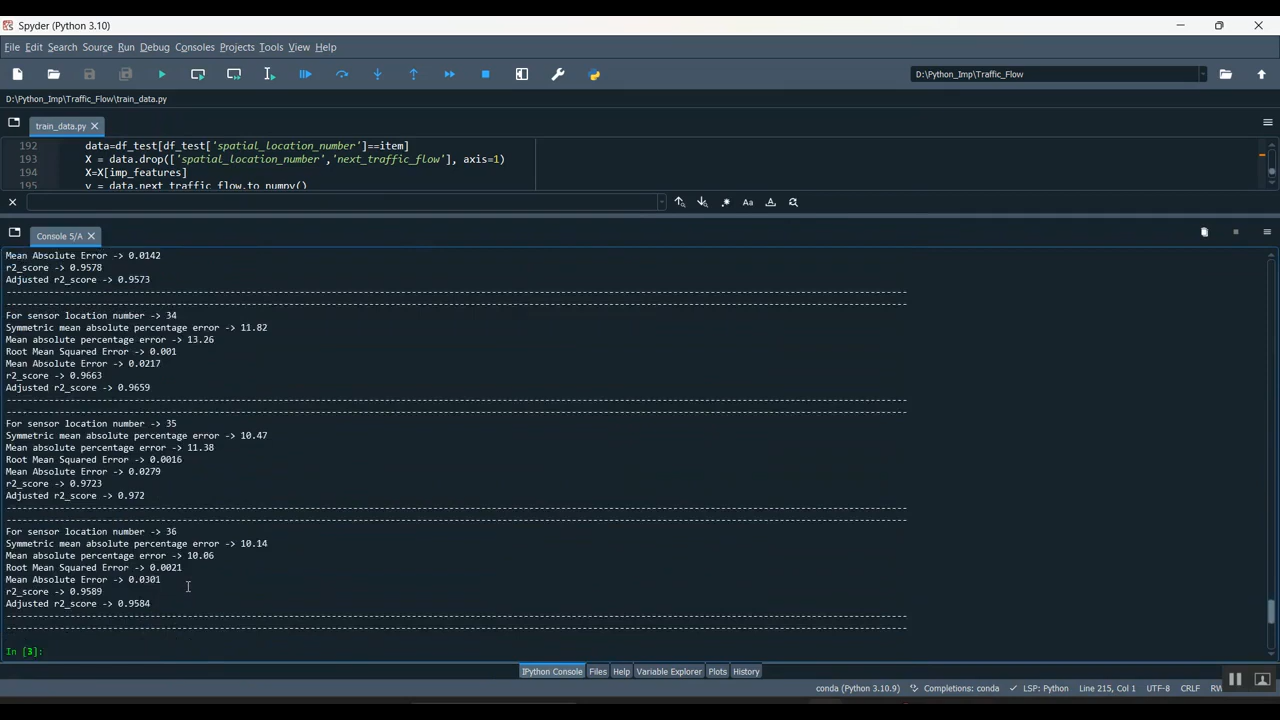 Spyder (Python 3.10)
File Edit Search Source Run Debug Consoles Projects Tools View Help
D:\Python_Imp\Traffic_Flow
D:\Python_Imp\Traffic_Flow\train_data.py
train_data.py
192 data=df_test[df_test['spatial_location_number']==item]
193 X = data.drop(['spatial_location_number','next_traffic_flow'], axis=1)
194 X=X[imp_features]
195 y = data.next_traffic_flow.to_numpy()
Aa
Console 5/A
Mean Absolute Error -> 0.0142
r2_score -> 0.9578
Adjusted r2_score -> 0.9573
--------------------------------------------------------------------------------
--------------------------------------------------------------------------------
For sensor location number -> 34
Symmetric mean absolute percentage error -> 11.82
Mean absolute percentage error -> 13.26
Root Mean Squared Error -> 0.001
Mean Absolute Error -> 0.0217
r2_score -> 0.9663
Adjusted r2_score -> 0.9659
--------------------------------------------------------------------------------
--------------------------------------------------------------------------------
For sensor location number -> 35
Symmetric mean absolute percentage error -> 10.47
Mean absolute percentage error -> 11.38
Root Mean Squared Error -> 0.0016
Mean Absolute Error -> 0.0279
r2_score -> 0.9723
Adjusted r2_score -> 0.972
--------------------------------------------------------------------------------
--------------------------------------------------------------------------------
For sensor location number -> 36
Symmetric mean absolute percentage error -> 10.14
Mean absolute percentage error -> 10.06
Root Mean Squared Error -> 0.0021
Mean Absolute Error -> 0.0301
r2_score -> 0.9589
Adjusted r2_score -> 0.9584
--------------------------------------------------------------------------------
--------------------------------------------------------------------------------
In [3]:
IPython Console Files Help Variable Explorer Plots History
conda (Python 3.10.9) Completions: conda LSP: Python Line 215, Col 1 UTF-8 CRLF RW